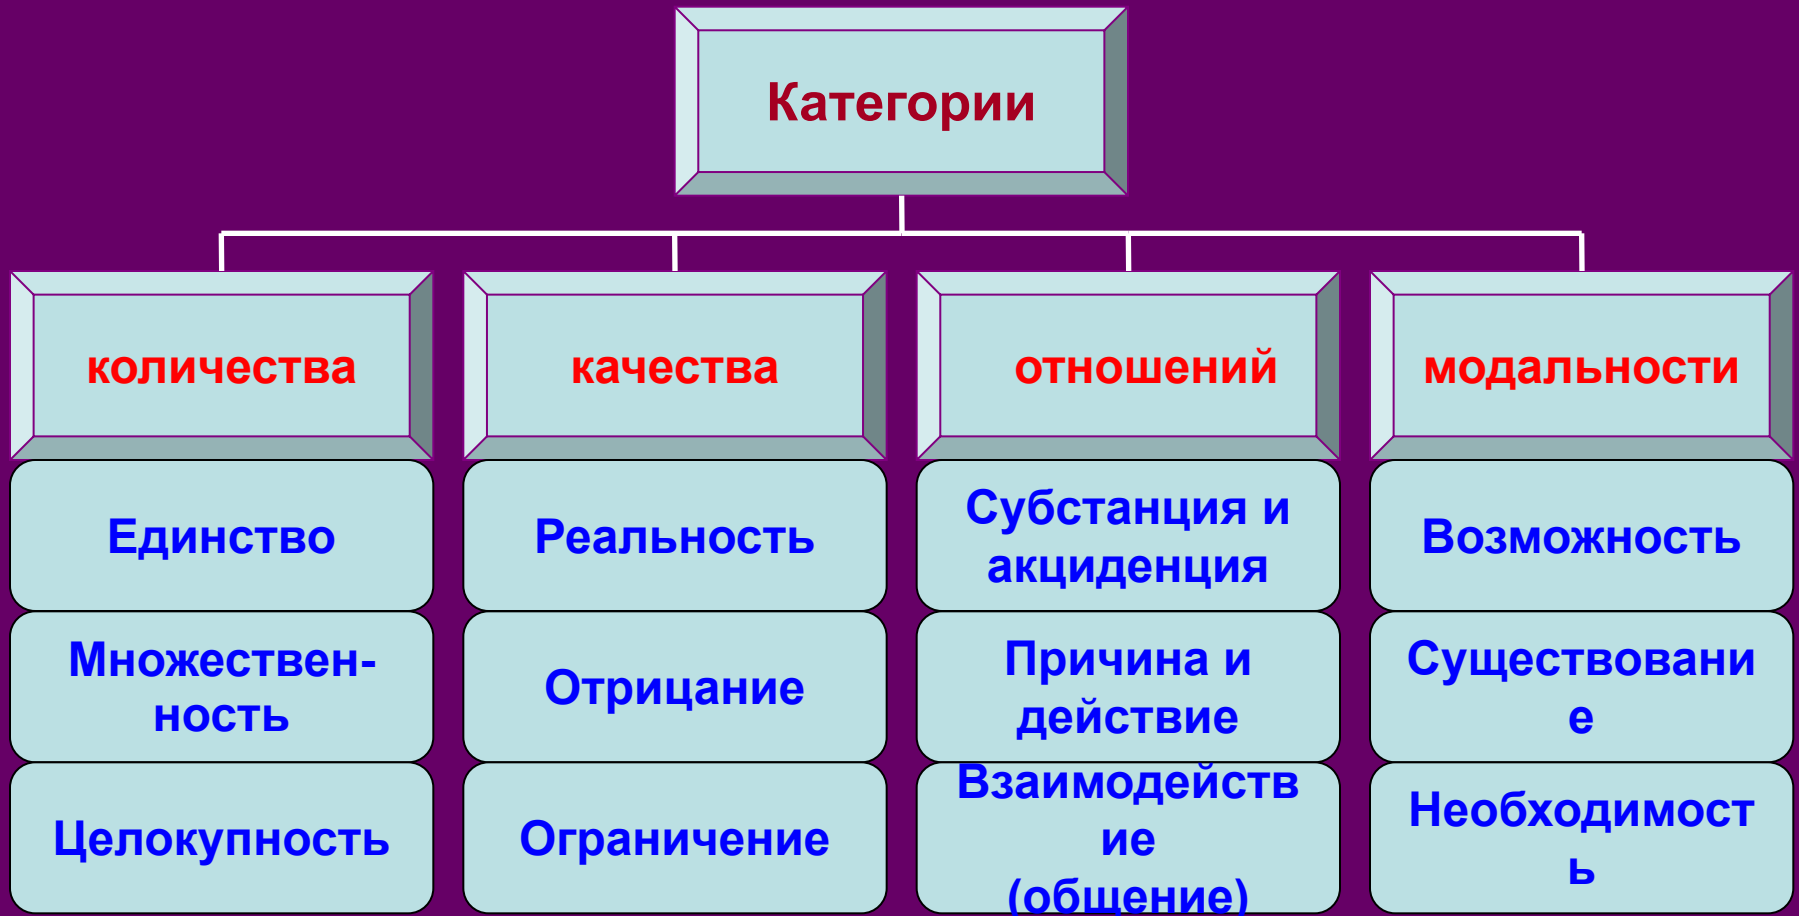 Категории
количества
качества
отношений
модальности
Единство
Реальность
Субстанция и
акциденция
Возможность
Множествен-
ность
Отрицание
Причина и
действие
Существовани
е
Целокупность
Ограничение
Взаимодейств
ие
(общение)
Необходимост
ь